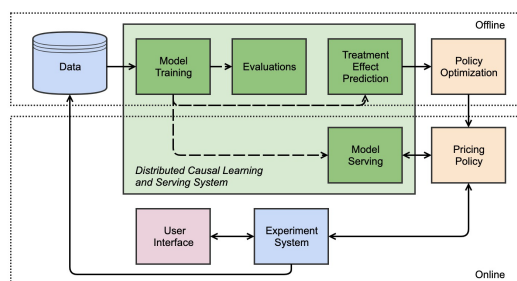 Offline
Data
Model
Training
Evaluations
Treatment
Effect
Prediction
Policy
Optimization
Model
Serving
Pricing
Policy
Distributed Causal Learning
and Serving System
User
Interface
Experiment
System
Online